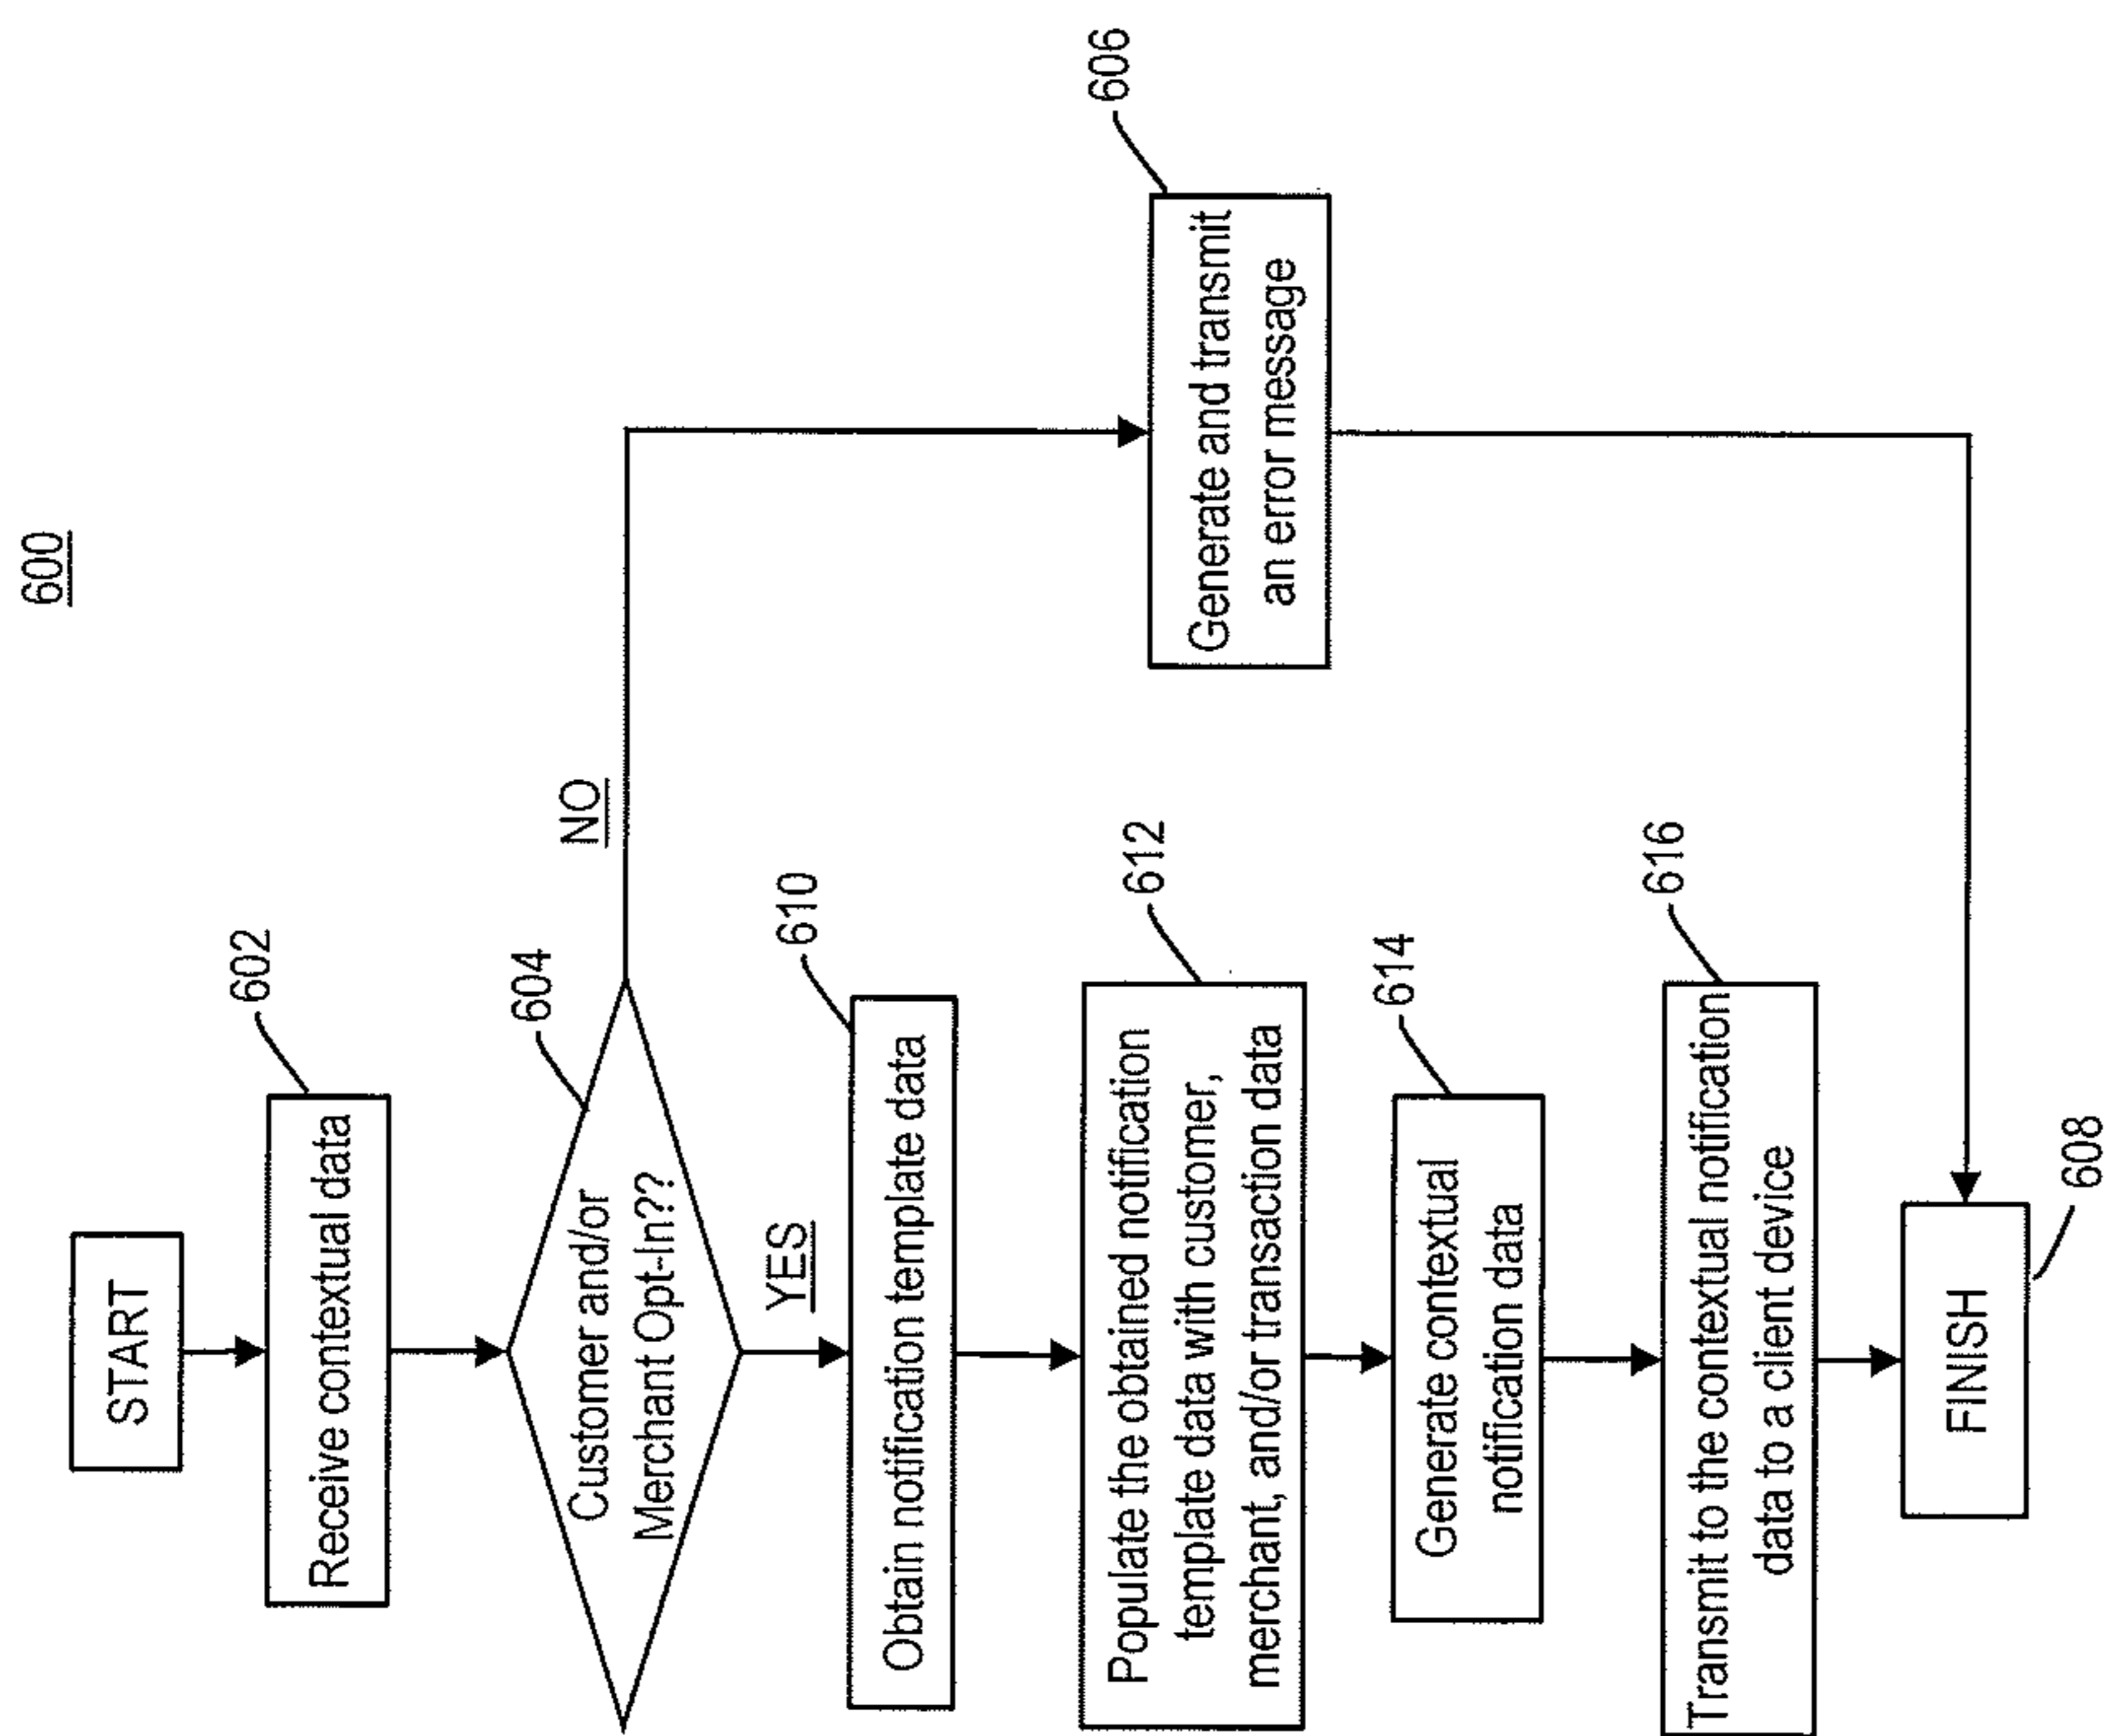 600
START
602
Receive contextual data
604
Customer and/or
Merchant Opt-In??
NO
YES
606
Generate and transmit
an error message
610
Obtain notification template data
612
Populate the obtained notification
template data with customer,
merchant, and/or transaction data
614
Generate contextual
notification data
616
Transmit to the contextual notification
data to a client device
FINISH
608